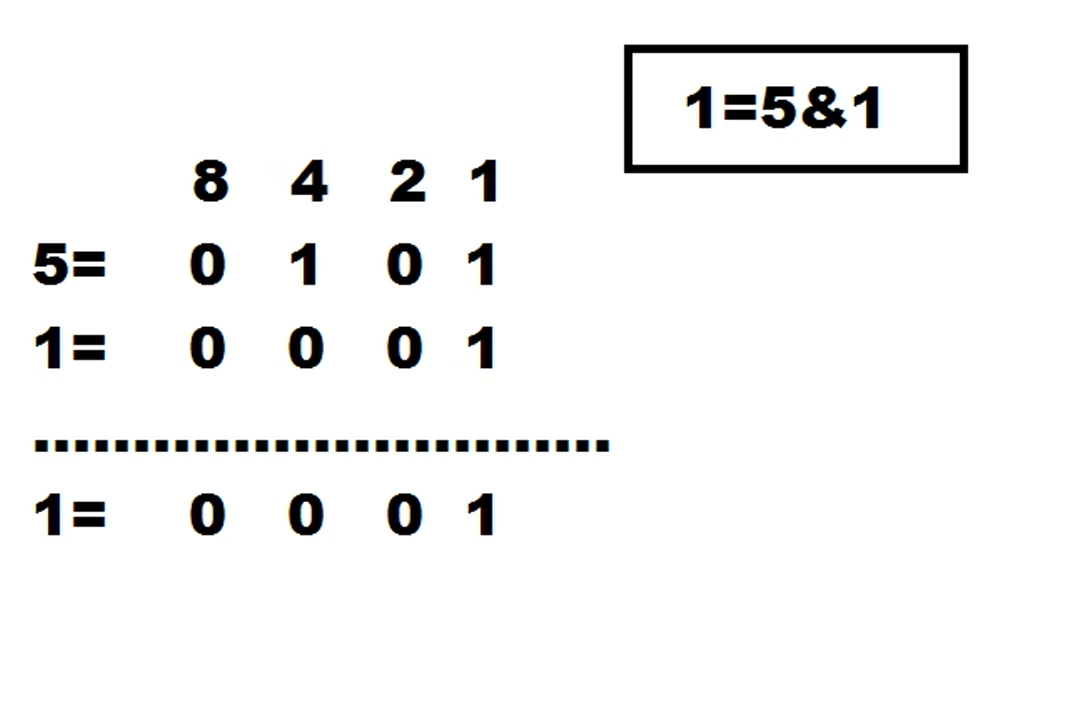 1=5&1
8 4 2 1
5= 0 1 0 1
1= 0 0 0 1
.............................
1= 0 0 0 1